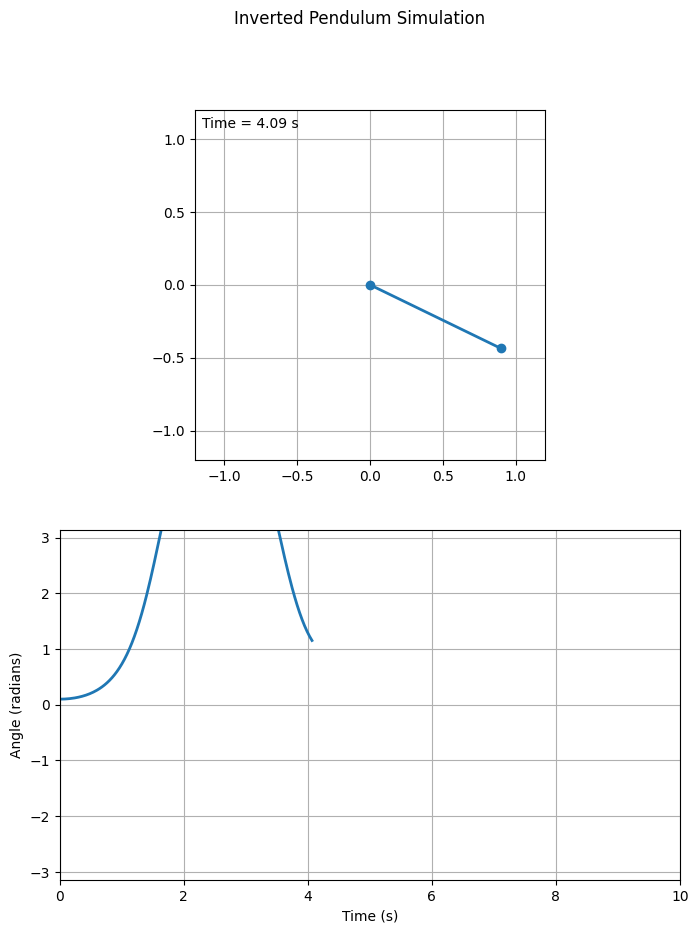 Inverted Pendulum Simulation
Time = 4.09 s
1.0
0.5
0.0
−0.5
−1.0
−1.0 −0.5 0.0 0.5 1.0
3
2
1
0
−1
−2
−3
Angle (radians)
0 2 4 6 8 10
Time (s)